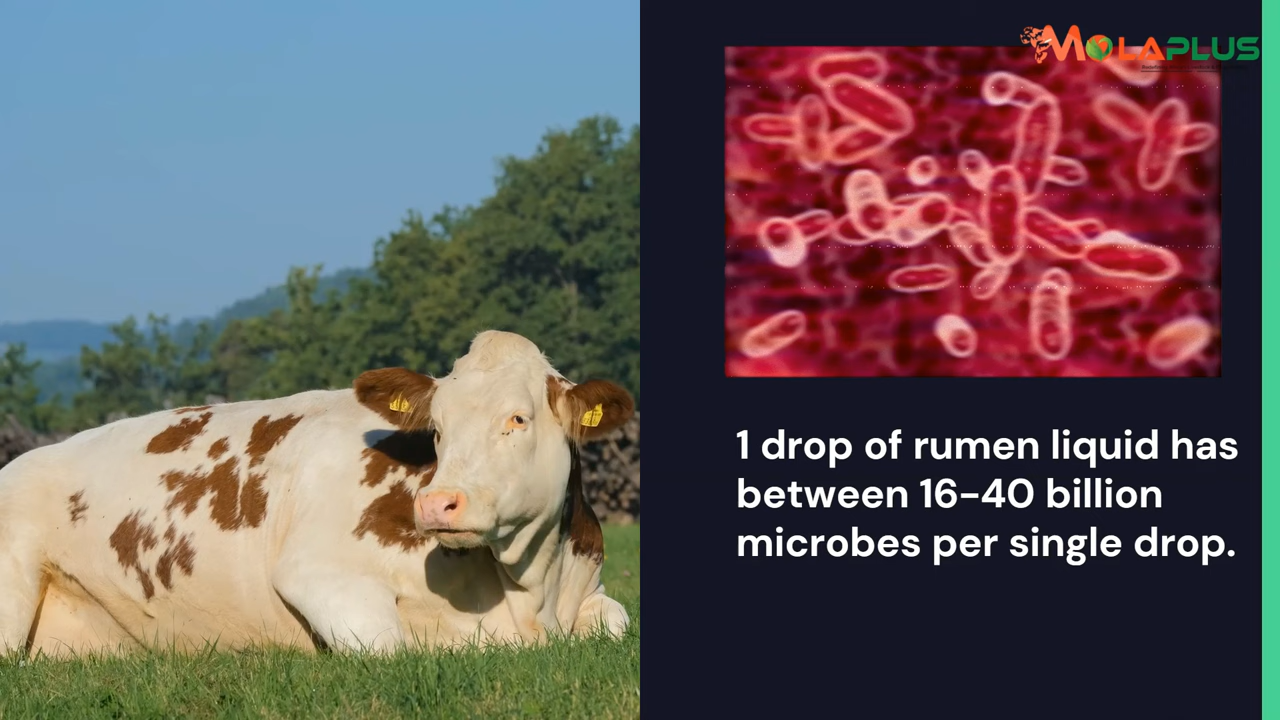 MOLAPLUS
1 drop of rumen liquid has
between 16-40 billion
microbes per single drop.